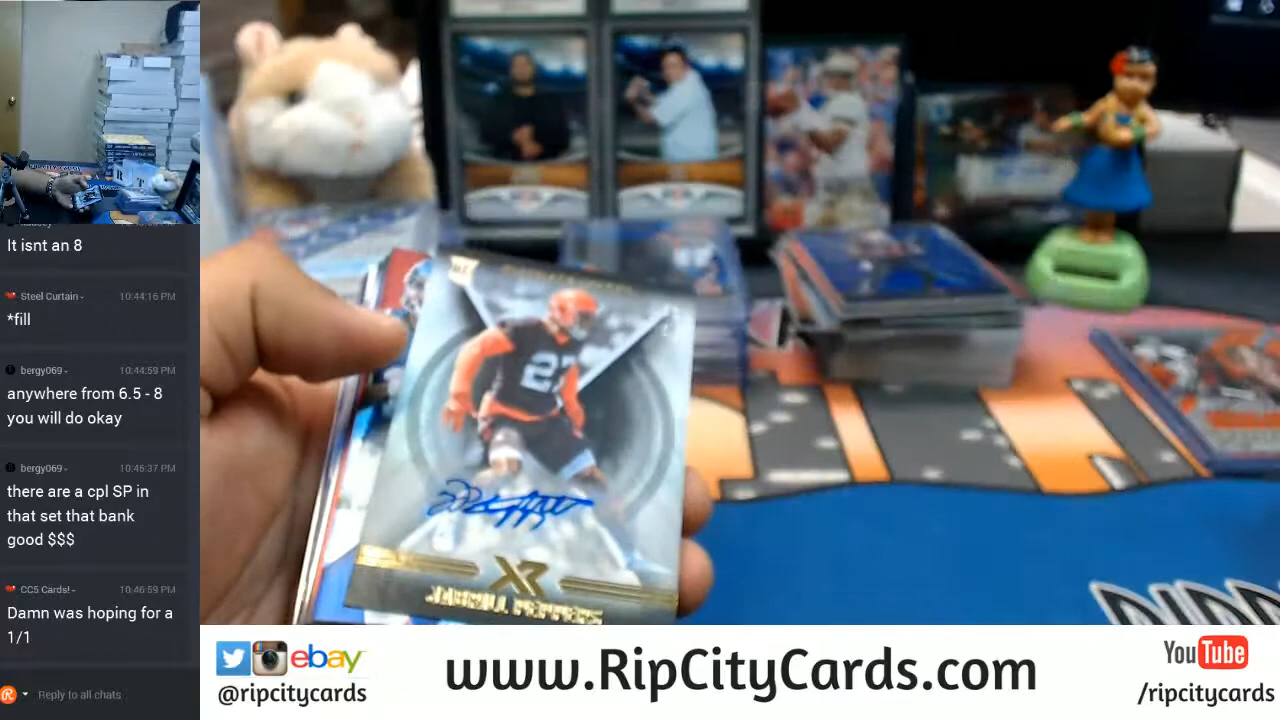 It isnt an 8
Steel Curtain -
10:44:16 PM
*fill
bergy069 -
10:44:59 PM
anywhere from 6.5 - 8
you will do okay
bergy069 -
10:45:37 PM
there are a cpl SP in
that set that bank
good $$$
CC5 Cards! -
10:46:59 PM
Damn was hoping for a
1/1
Reply to all chats
XR
JABRILL PEPPERS
ebay
@ripcitycards
www.RipCityCards.com
YouTube
/ripcitycards